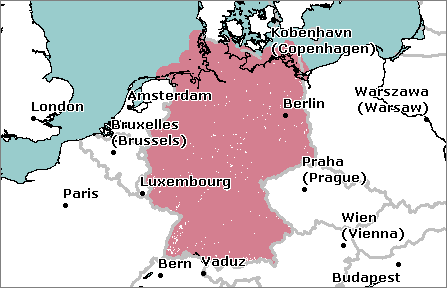 København
(Copenhagen)
London
Amsterdam
Warszawa
(Warsaw)
Berlin
Bruxelles
(Brussels)
Praha
(Prague)
Luxembourg
Paris
Wien
(Vienna)
Bern
Vaduz
Budapest